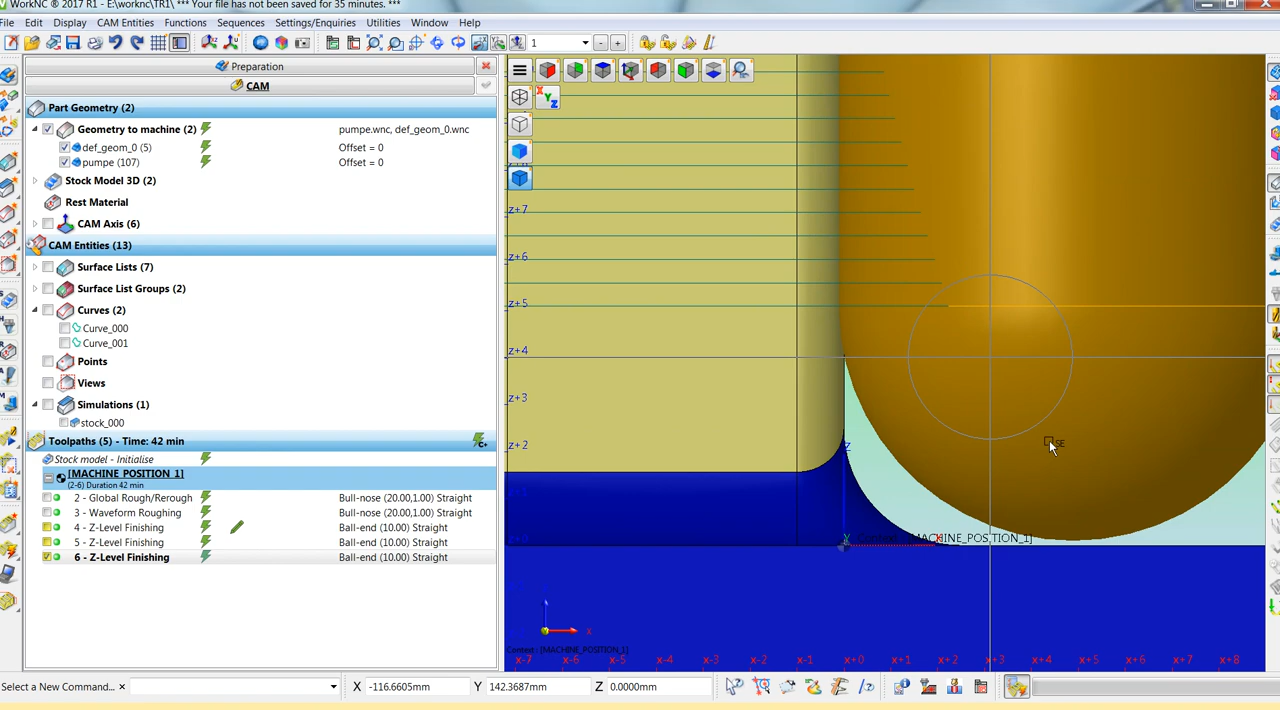 WorkNC ® 2017 R1 - E:\worknc\TR1\ *** Your file has not been saved for 35 minutes. ***
File Edit Display CAM Entities Functions Sequences Settings/Enquiries Utilities Window Help
1
- +
Preparation
CAM
Part Geometry (2)
Geometry to machine (2) pumpe.wnc, def_geom_0.wnc
def_geom_0 (5) Offset = 0
pumpe (107) Offset = 0
Stock Model 3D (2)
Rest Material
CAM Axis (6)
CAM Entities (13)
Surface Lists (7)
Surface List Groups (2)
Curves (2)
Curve_000
Curve_001
Points
Views
Simulations (1)
stock_000
Toolpaths (5) - Time: 42 min
Stock model - Initialise
[MACHINE_POSITION_1]
(2-6) Duration 42 min
2 - Global Rough/Rerough Bull-nose (20.00,1.00) Straight
3 - Waveform Roughing Bull-nose (20.00,1.00) Straight
4 - Z-Level Finishing Ball-end (10.00) Straight
5 - Z-Level Finishing Ball-end (10.00) Straight
6 - Z-Level Finishing Ball-end (10.00) Straight
X Y Z
z+7
z+6
z+5
z+4
z+3
z+2
z+1
z+0
SE
Z
Y
X
[MACHINE_POSITION_1]
X
Context : [MACHINE_POSITION_1]
x-7 x-6 x-5 x-4 x-3 x-2 x-1 x+0 x+1 x+2 x+3 x+4 x+5 x+6 x+7 x+8
Select a New Command... X -116.6605mm Y 142.3687mm Z 0.0000mm